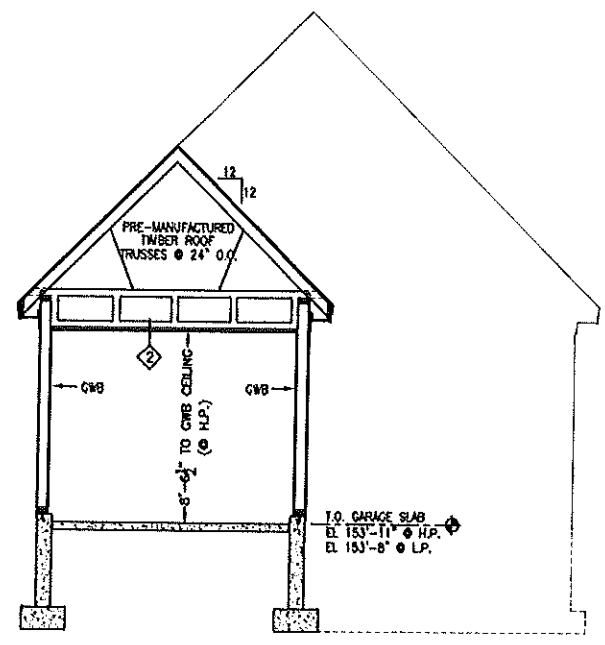 12
12
PRE-MANUFACTURED
TIMBER ROOF
TRUSSES @ 24" O.C.
2
GWB
GWB
8'-6½" TO GWB CEILING
(@ H.P.)
T.O. GARAGE SLAB
EL 153'-11" @ H.P.
EL 153'-8" @ L.P.